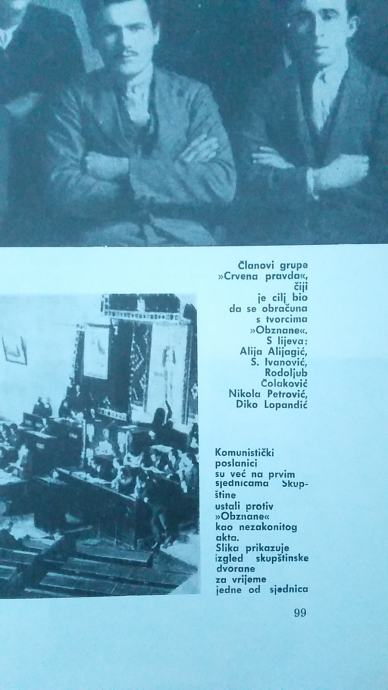 Članovi grupe
»Crvena pravda«,
čiji
je cilj bio
da se obračuna
s tvorcima
»Obznane«.
S lijeva:
Alija Alijagić,
S. Ivanović,
Rodoljub
Čolaković
Nikola Petrović,
Diko Lopandić
Komunistički
poslanici
su već na prvim
sjednicama Skup-
štine
ustali protiv
»Obznane«
kao nezakonitog
akta.
Slika prikazuje
izgled skupštinske
dvorane
za vrijeme
jedne od sjednica
99